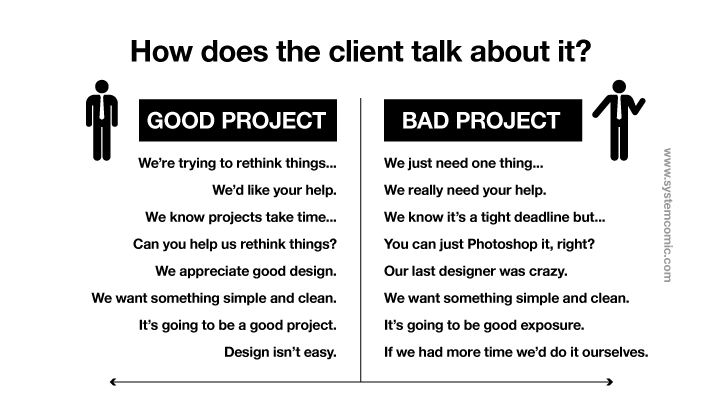 How does the client talk about it?
GOOD PROJECT
We're trying to rethink things...
We'd like your help.
We know projects take time...
Can you help us rethink things?
We appreciate good design.
We want something simple and clean.
It's going to be a good project.
Design isn't easy.
BAD PROJECT
We just need one thing...
We really need your help.
We know it's a tight deadline but...
You can just Photoshop it, right?
Our last designer was crazy.
We want something simple and clean.
It's going to be good exposure.
If we had more time we'd do it ourselves.
www.systemcomic.com